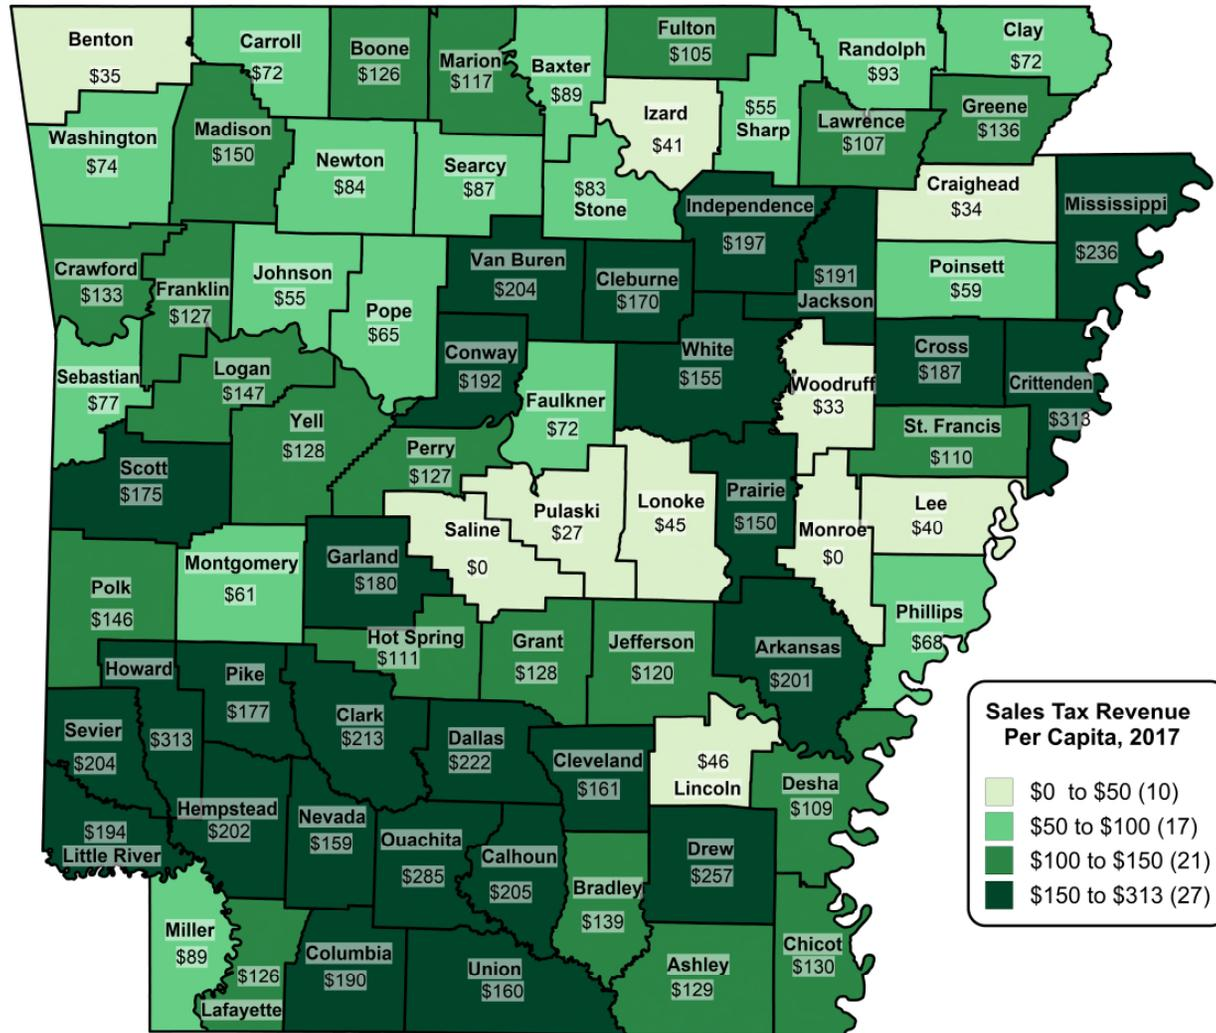 Benton
$35
Carroll
$72
Boone
$126
Marion
$117
Baxter
$89
Fulton
$105
Randolph
$93
Clay
$72
Izard
$41
$55
Sharp
Lawrence
$107
Greene
$136
Washington
$74
Madison
$150
Newton
$84
Searcy
$87
$83
Stone
Independence
$197
Craighead
$34
Mississippi
$236
Crawford
$133
Franklin
$127
Johnson
$55
Pope
$65
Van Buren
$204
Cleburne
$170
$191
Jackson
Poinsett
$59
Sebastian
$77
Logan
$147
Yell
$128
Conway
$192
Faulkner
$72
White
$155
Woodruff
$33
Cross
$187
Crittenden
$313
Scott
$175
Perry
$127
St. Francis
$110
Saline
$0
Pulaski
$27
Lonoke
$45
Prairie
$150
Monroe
$0
Lee
$40
Polk
$146
Montgomery
$61
Garland
$180
Phillips
$68
Hot Spring
$111
Grant
$128
Jefferson
$120
Arkansas
$201
Howard
$313
Pike
$177
Clark
$213
Sevier
$204
Dallas
$222
Cleveland
$161
$46
Lincoln
Desha
$109
$194
Little River
Hempstead
$202
Nevada
$159
Ouachita
$285
Calhoun
$205
Bradley
$139
Drew
$257
Miller
$89
$126
Lafayette
Columbia
$190
Union
$160
Ashley
$129
Chicot
$130
Sales Tax Revenue
Per Capita, 2017
$0 to $50 (10)
$50 to $100 (17)
$100 to $150 (21)
$150 to $313 (27)